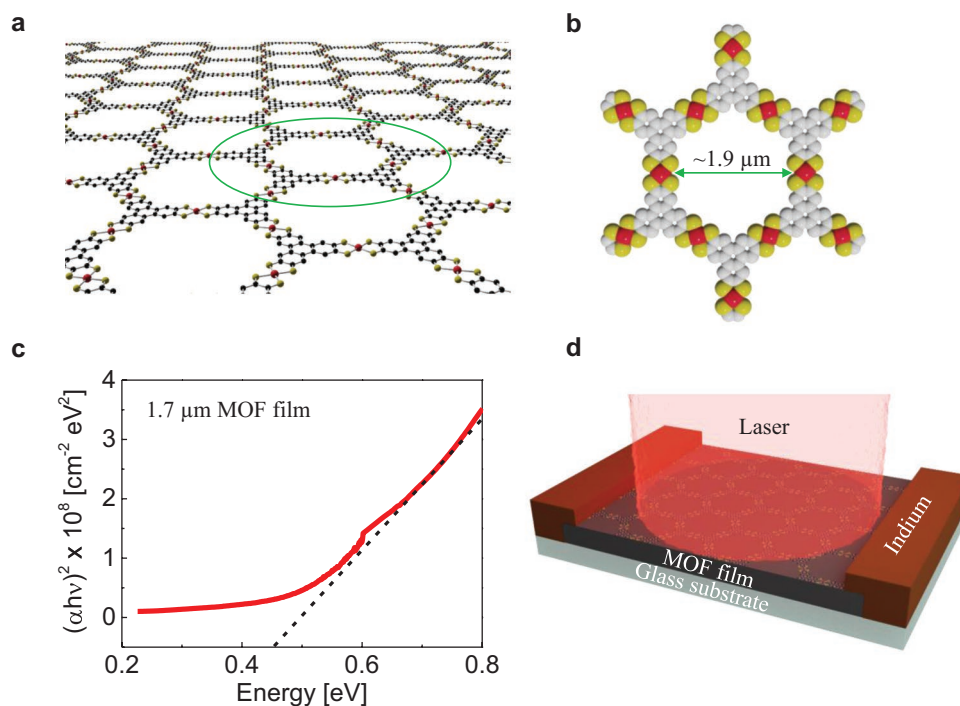 a
b
~1.9 μm
c
1.7 μm MOF film
(αhν)² x 10⁸ [cm⁻² eV²]
4
3
2
1
0
0.2 0.4 0.6 0.8
Energy [eV]
d
Laser
Indium
MOF film
Glass substrate